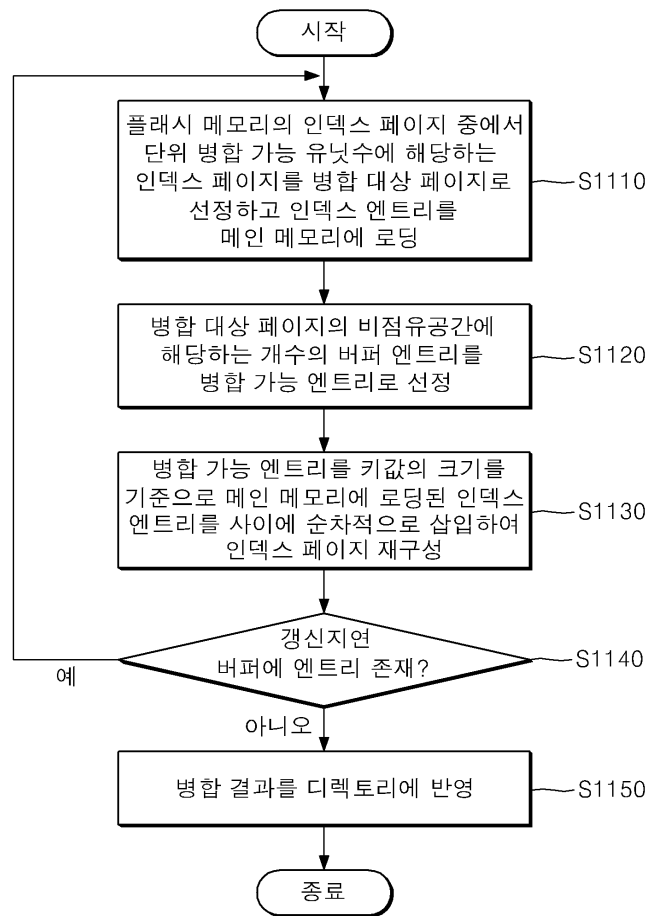 시작
플래시 메모리의 인덱스 페이지 중에서
단위 병합 가능 유닛수에 해당하는
인덱스 페이지를 병합 대상 페이지로
선정하고 인덱스 엔트리를
메인 메모리에 로딩
S1110
병합 대상 페이지의 비점유공간에
해당하는 개수의 버퍼 엔트리를
병합 가능 엔트리로 선정
S1120
병합 가능 엔트리를 키값의 크기를
기준으로 메인 메모리에 로딩된 인덱스
엔트리를 사이에 순차적으로 삽입하여
인덱스 페이지 재구성
S1130
갱신지연
버퍼에 엔트리 존재?
S1140
예
아니오
병합 결과를 디렉토리에 반영
S1150
종료